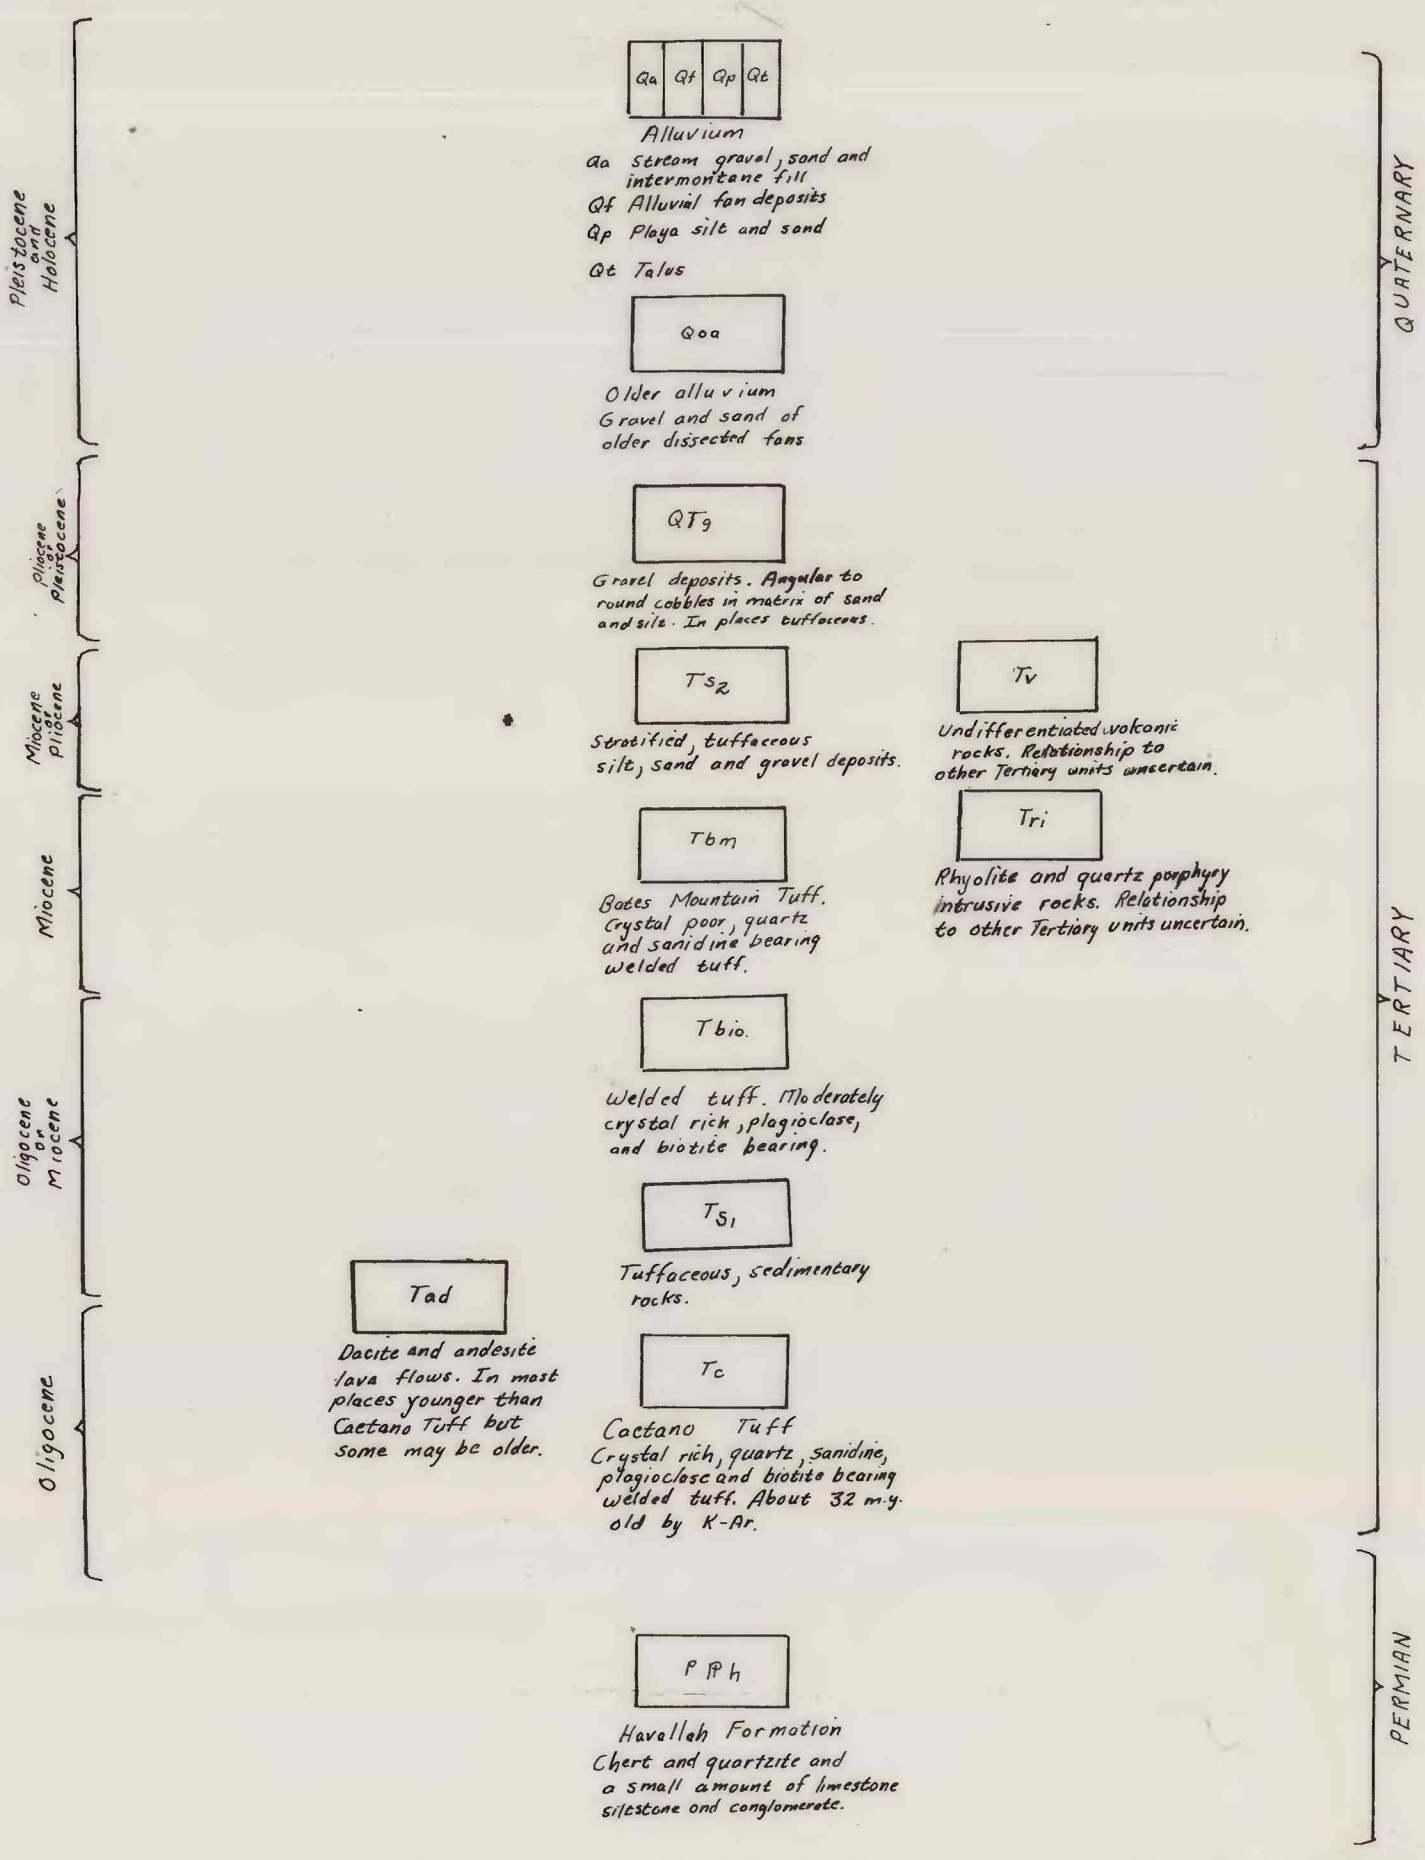 Qa Qf Qp Qt
Alluvium
Qa Stream gravel, sand and
intermontane fill
Qf Alluvial fan deposits
Qp Playa silt and sand
Qt Talus
Pleistocene
and
Holocene
QUATERNARY
Qoa
Older alluvium
Gravel and sand of
older dissected fans
Pliocene
or
Pleistocene
QTg
Gravel deposits. Angular to
round cobbles in matrix of sand
and silt. In places tuffaceous.
Miocene
or
Pliocene
Ts2
Stratified, tuffaceous
silt, sand and gravel deposits.
Tv
Undifferentiated volcanic
rocks. Relationship to
other Tertiary units uncertain.
Miocene
Tbm
Bates Mountain Tuff.
Crystal poor, quartz
and sanidine bearing
welded tuff.
Tri
Rhyolite and quartz porphyry
intrusive rocks. Relationship
to other Tertiary units uncertain.
TERTIARY
Oligocene
or
Miocene
Tbio.
Welded tuff. Moderately
crystal rich, plagioclase,
and biotite bearing.
Ts1
Tuffaceous, sedimentary
rocks.
Tad
Dacite and andesite
lava flows. In most
places younger than
Caetano Tuff but
some may be older.
Oligocene
Tc
Caetano Tuff
Crystal rich, quartz, sanidine,
plagioclase and biotite bearing
welded tuff. About 32 m.y.
old by K-Ar.
PERMIAN
Pℙh
Havallah Formation
Chert and quartzite and
a small amount of limestone
siltstone and conglomerate.